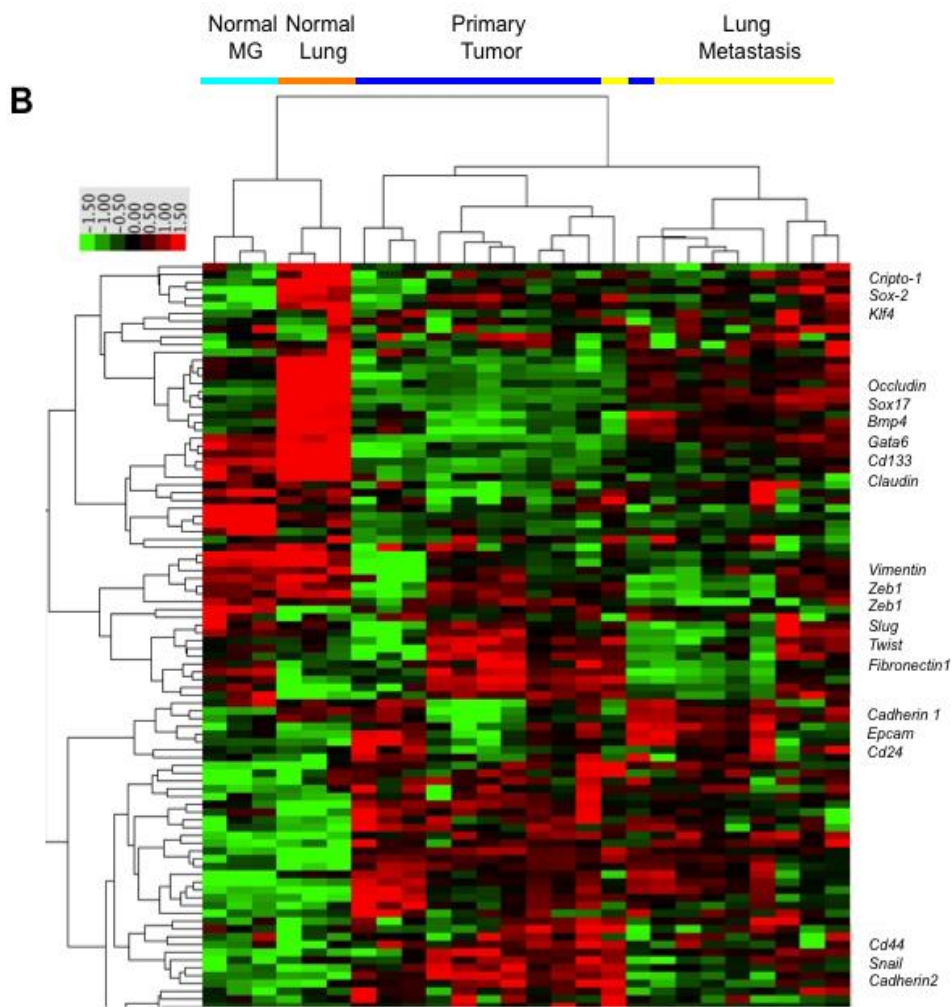 Normal MG
Normal Lung
Primary Tumor
Lung Metastasis
B
−1.50
−1.00
−0.50
0.00
0.50
1.00
1.50
Cripto-1
Sox-2
Klf4
Occludin
Sox17
Bmp4
Gata6
Cd133
Claudin
Vimentin
Zeb1
Zeb1
Slug
Twist
Fibronectin1
Cadherin 1
Epcam
Cd24
Cd44
Snail
Cadherin2